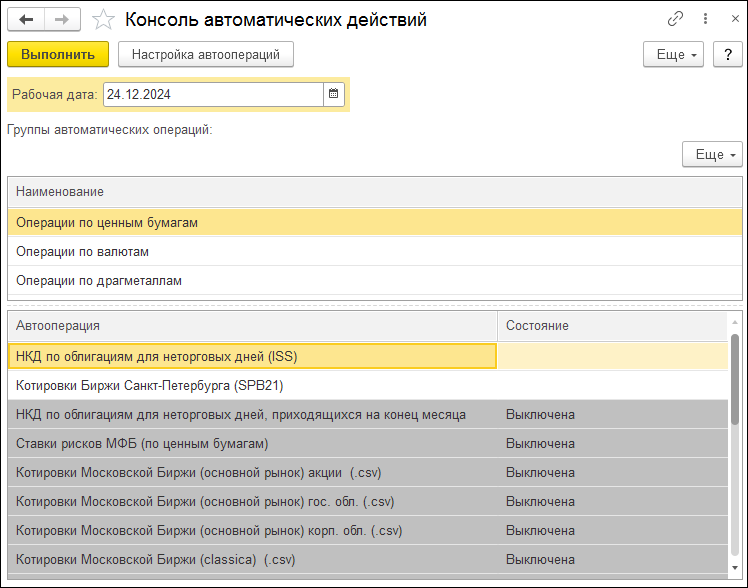 Консоль автоматических действий
Выполнить Настройка автоопераций Еще ?
Рабочая дата: 24.12.2024
Группы автоматических операций:
Еще
Наименование
Операции по ценным бумагам
Операции по валютам
Операции по драгметаллам
Автооперация Состояние
НКД по облигациям для неторговых дней (ISS)
Котировки Биржи Санкт-Петербурга (SPB21)
НКД по облигациям для неторговых дней, приходящихся на конец месяца Выключена
Ставки рисков МФБ (по ценным бумагам) Выключена
Котировки Московской Биржи (основной рынок) акции (.csv) Выключена
Котировки Московской Биржи (основной рынок) гос. обл. (.csv) Выключена
Котировки Московской Биржи (основной рынок) корп. обл. (.csv) Выключена
Котировки Московской Биржи (classica) (.csv) Выключена